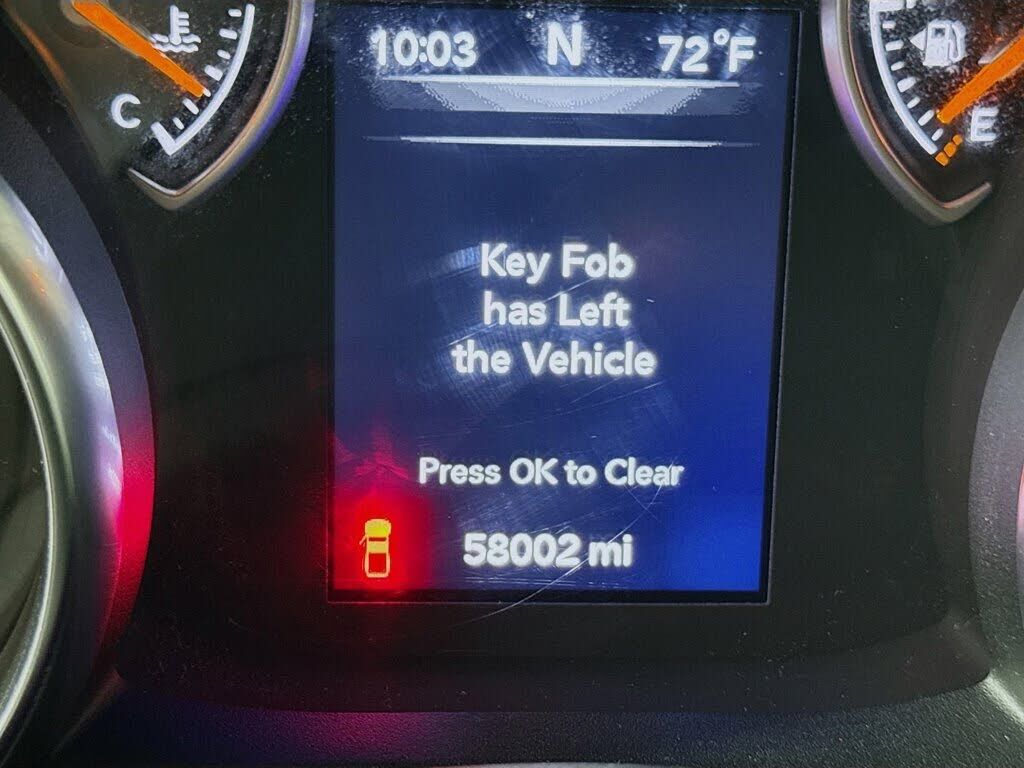 10:03 N 72°F
C
E
Key Fob
has Left
the Vehicle
Press OK to Clear
58002 mi